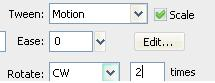 Tween: Motion Scale
Ease: 0 Edit...
Rotate: CW 2 times